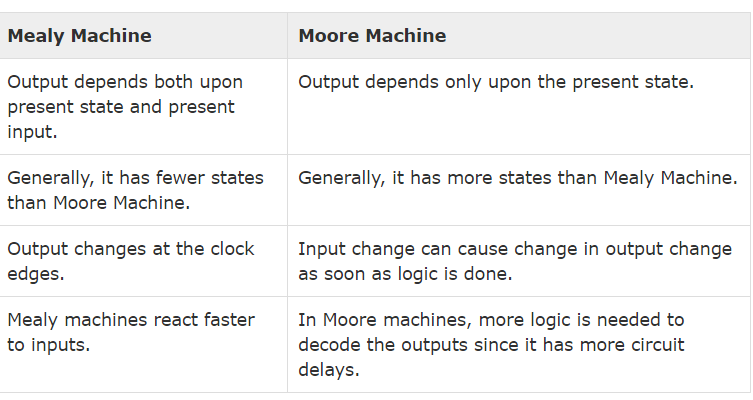 Mealy Machine
Moore Machine
Output depends both upon
present state and present
input.
Output depends only upon the present state.
Generally, it has fewer states
than Moore Machine.
Generally, it has more states than Mealy Machine.
Output changes at the clock
edges.
Input change can cause change in output change
as soon as logic is done.
Mealy machines react faster
to inputs.
In Moore machines, more logic is needed to
decode the outputs since it has more circuit
delays.